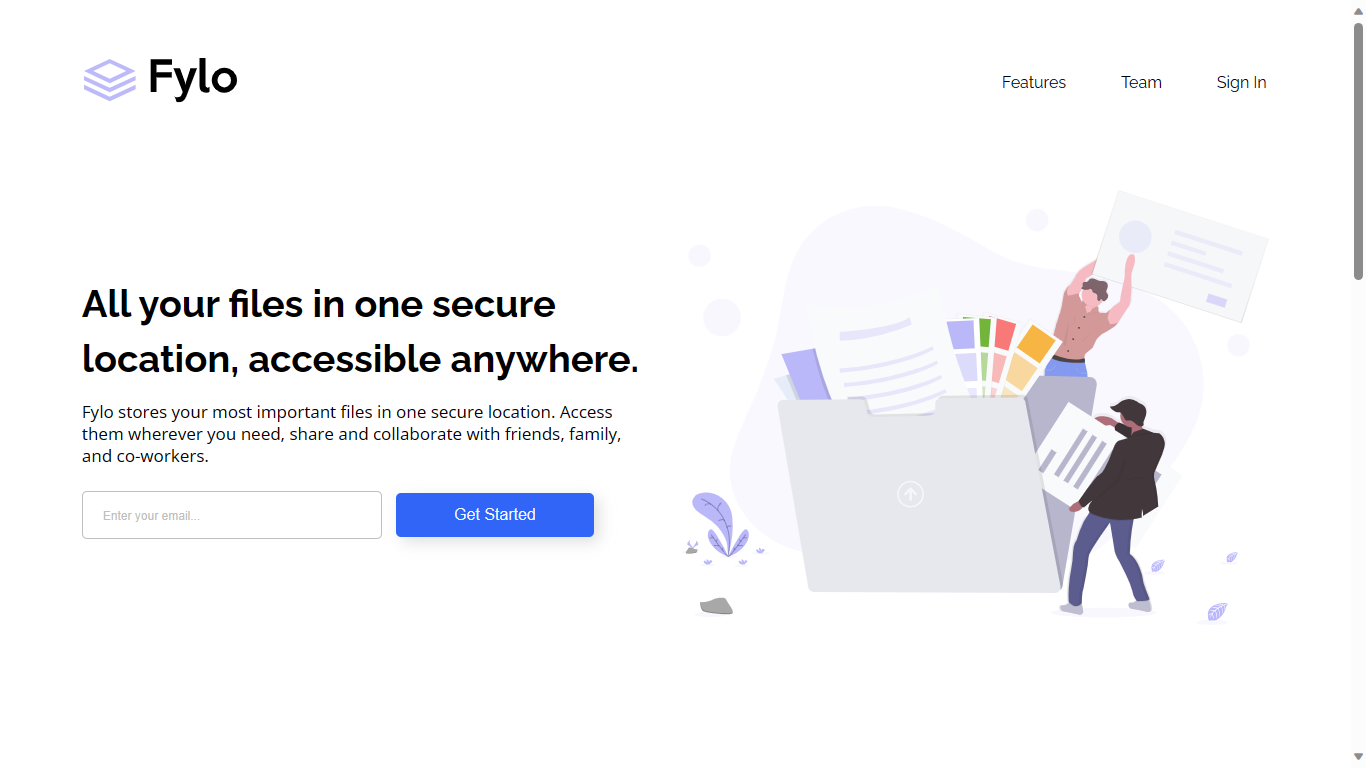 Fylo
Features
Team
Sign In
All your files in one secure
location, accessible anywhere.
Fylo stores your most important files in one secure location. Access
them wherever you need, share and collaborate with friends, family,
and co-workers.
Enter your email...
Get Started